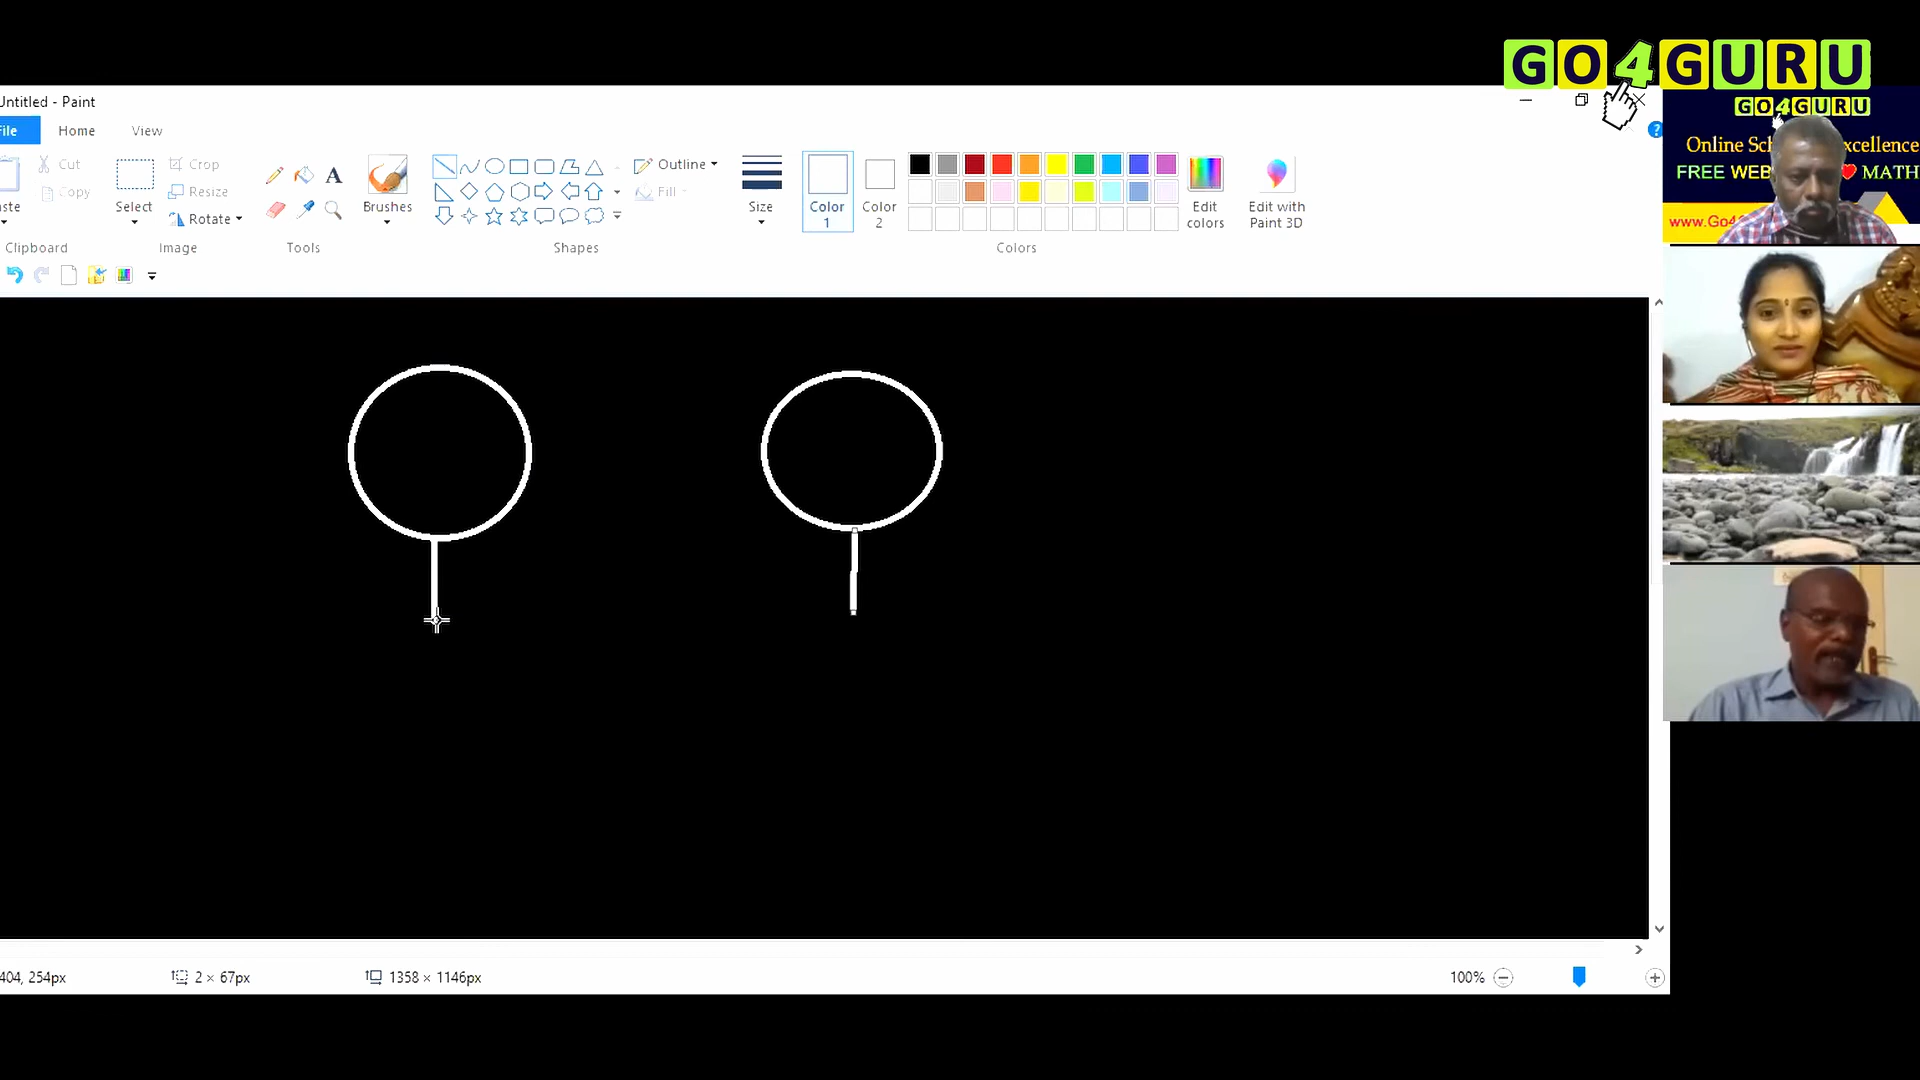 GO4GURU
Untitled - Paint
GO4GURU
File
Home
View
Online
FREE WEB
MATH
www.Go4
Cut
Copy
Select
Crop
Resize
Rotate
Brushes
Outline
Fill
Size
Color
1
Color
2
Edit
colors
Edit with
Paint 3D
Clipboard
Image
Tools
Shapes
Colors
404, 254px
2 × 67px
1358 × 1146px
100%